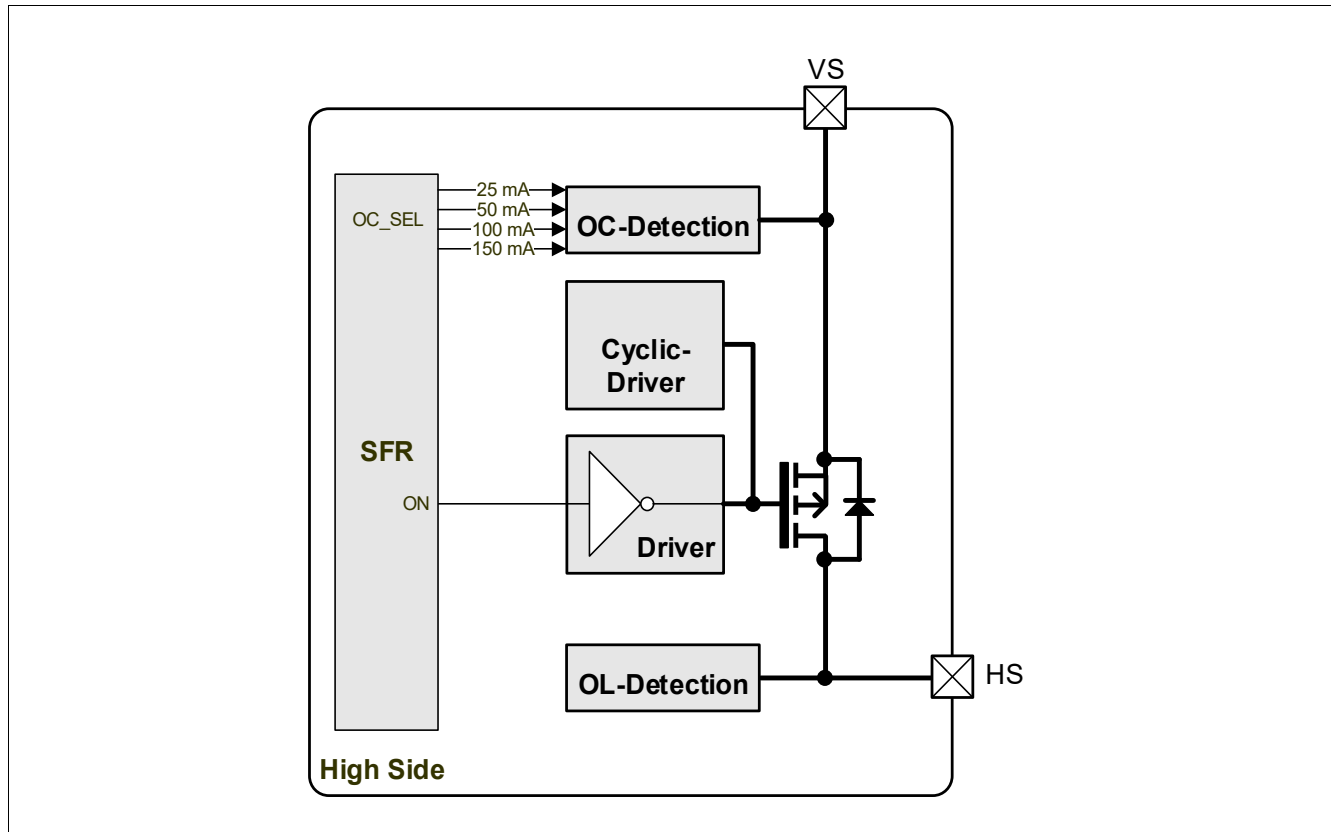 VS
25 mA
50 mA
100 mA
150 mA
OC_SEL
OC-Detection
Cyclic-
Driver
SFR
ON
Driver
OL-Detection
HS
High Side